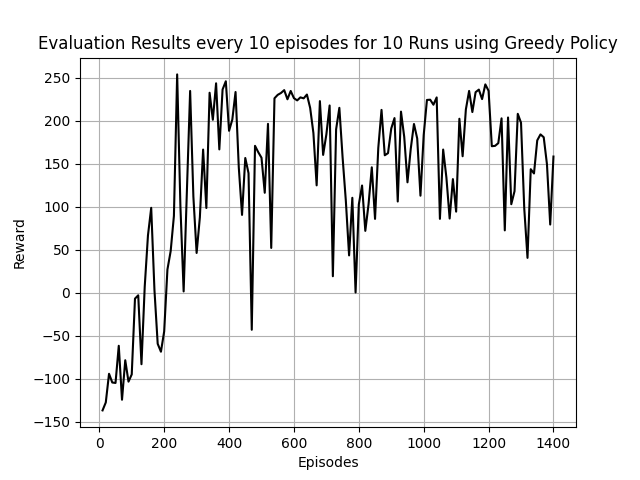 Evaluation Results every 10 episodes for 10 Runs using Greedy Policy
250
200
150
100
50
0
−50
−100
−150
Reward
0 200 400 600 800 1000 1200 1400
Episodes